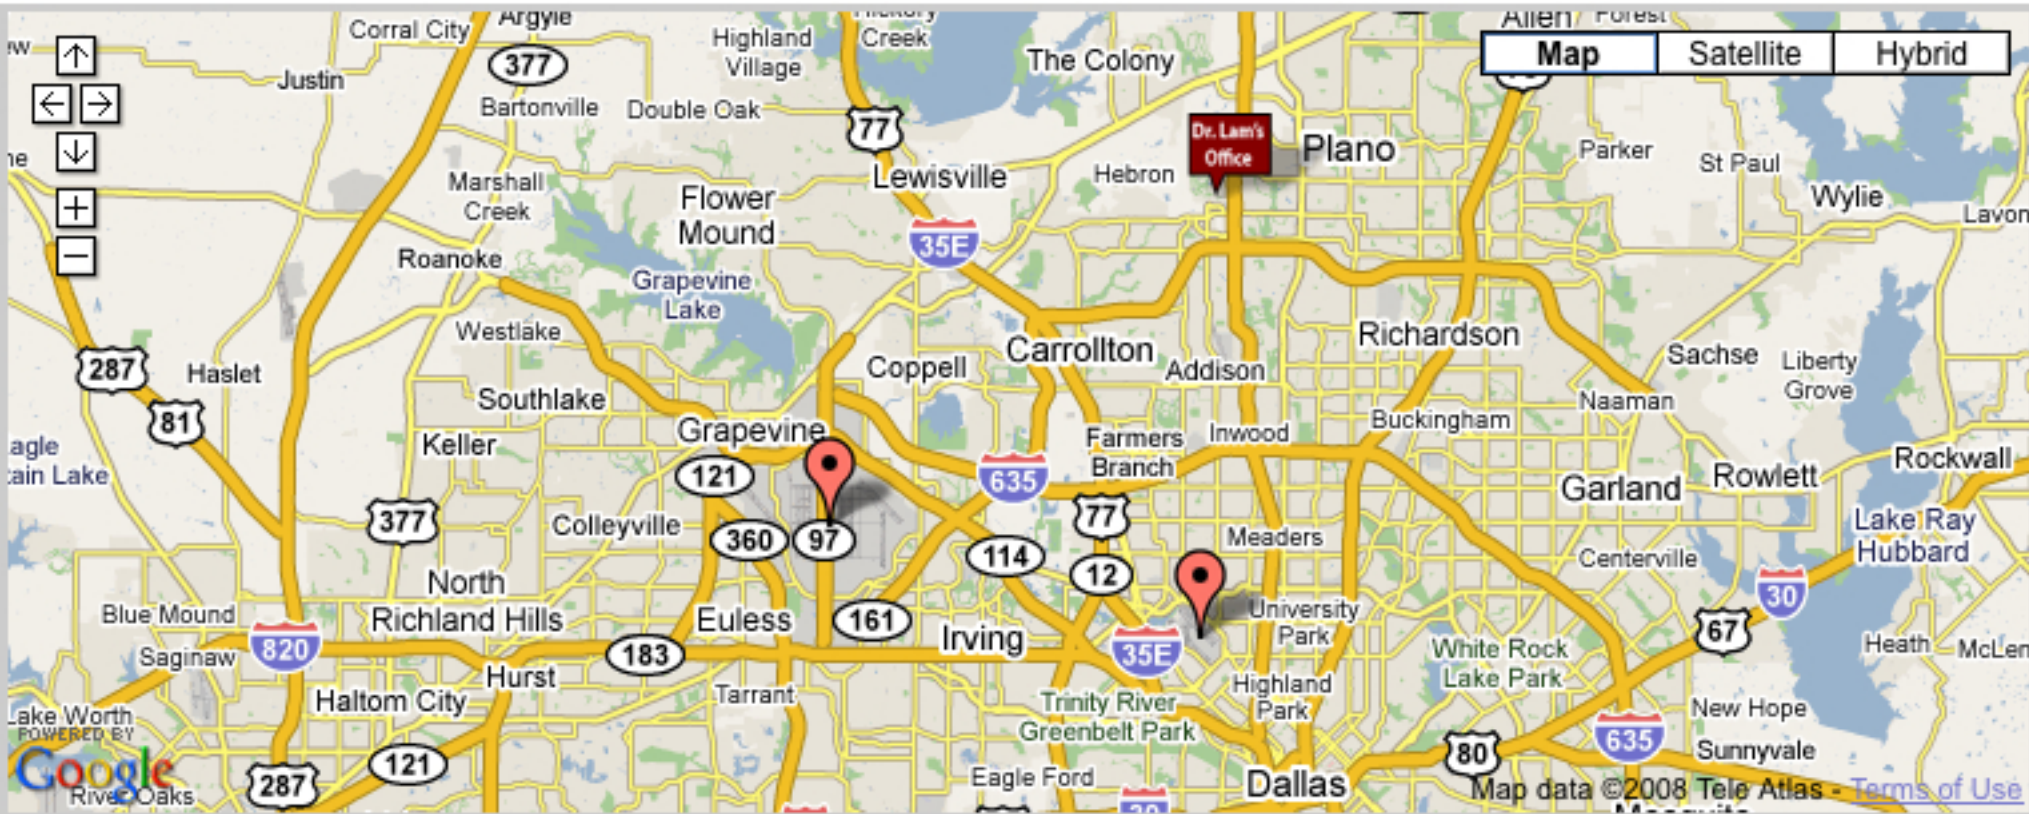 Corral City
Argyle
Hickory
Creek
Allen
Forest
Map
Satellite
Hybrid
Highland
Village
The Colony
377
Justin
Bartonville
Double Oak
77
Dr. Lam's
Office
Plano
Parker
St Paul
Marshall
Creek
Flower
Mound
Lewisville
Hebron
Wylie
Lavon
35E
Roanoke
Grapevine
Lake
Westlake
287
Haslet
Coppell
Carrollton
Addison
Richardson
Sachse
Liberty
Grove
81
Southlake
Naaman
Keller
Grapevine
Farmers
Branch
Inwood
Buckingham
agle
tain Lake
121
635
Garland
Rowlett
Rockwall
377
Colleyville
360
97
114
77
Meaders
Lake Ray
Hubbard
North
Richland Hills
12
Centerville
30
Blue Mound
Euless
161
University
Park
67
820
Saginaw
183
Irving
35E
White Rock
Lake Park
Heath
McLen
Hurst
Haltom City
Tarrant
Trinity River
Greenbelt Park
Highland
Park
New Hope
Lake Worth
POWERED BY
Google
River Oaks
121
287
Eagle Ford
Dallas
80
635
Sunnyvale
Map data ©2008 Tele Atlas - Terms of Use